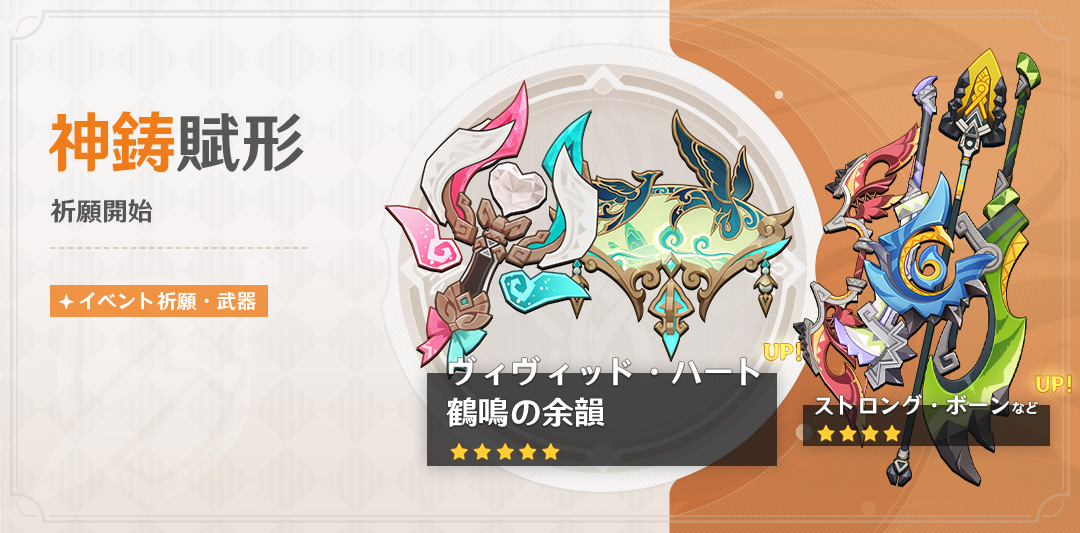 神鋳賦形
祈願開始
イベント祈願・武器
UP!
ヴィヴィッド・ハート
鶴鳴の余韻
UP!
ストロング・ボーンなど